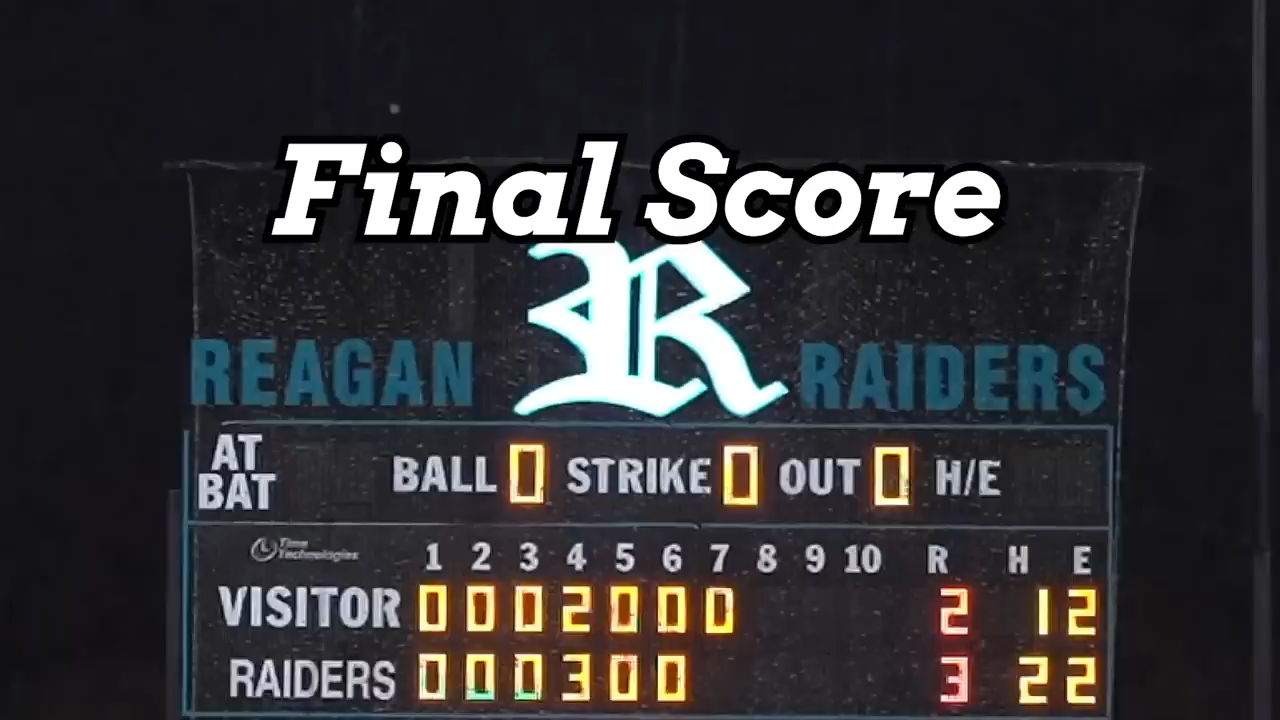 Final Score
R
REAGAN RAIDERS
AT BAT BALL 0 STRIKE 0 OUT 0 H/E
Time Technologies 1 2 3 4 5 6 7 8 9 10 R H E
VISITOR 0 0 0 2 0 0 0 2 1 2
RAIDERS 0 0 0 3 0 0 3 2 2